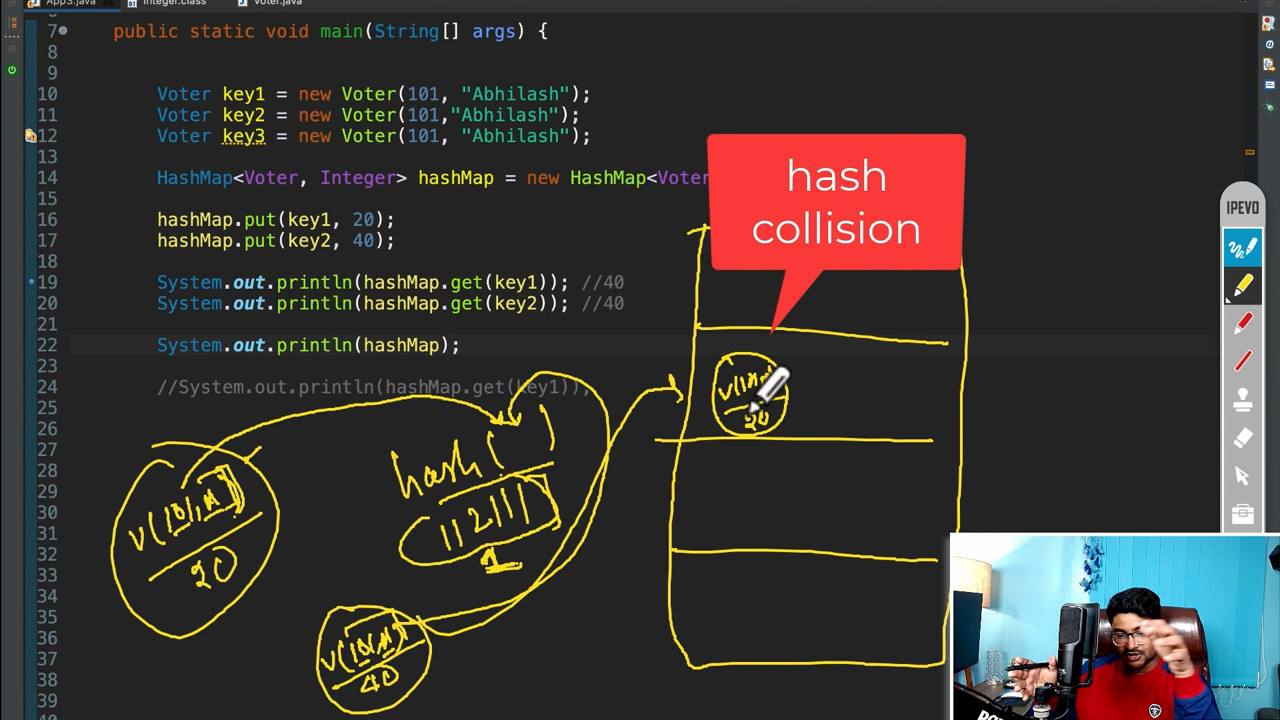 App3.java
Integer.class
Voter.java
7 public static void main(String[] args) {
8
9
10 Voter key1 = new Voter(101, "Abhilash");
11 Voter key2 = new Voter(101,"Abhilash");
12 Voter key3 = new Voter(101, "Abhilash");
13
14 HashMap<Voter, Integer> hashMap = new HashMap<Voter
15
16 hashMap.put(key1, 20);
17 hashMap.put(key2, 40);
18
19 System.out.println(hashMap.get(key1)); //40
20 System.out.println(hashMap.get(key2)); //40
21
22 System.out.println(hashMap);
23
24 //System.out.println(hashMap.get(key1));
25
26
27
28
29
30
31
32
33
34
35
36
37
38
39
hash
collision
IPEVO
20
hash( )
112111
1
v(101,A)
20
40